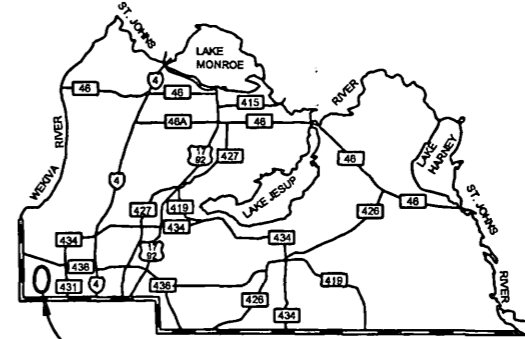 ST. JOHNS
LAKE
MONROE
4
46
46
415
RIVER
46A
46
WEKIVA RIVER
17
92
427
46
LAKE HARNEY
4
LAKE JESUP
ST. JOHNS
427
419
426
46
434
434
17
92
434
436
431
4
436
426
419
434
RIVER